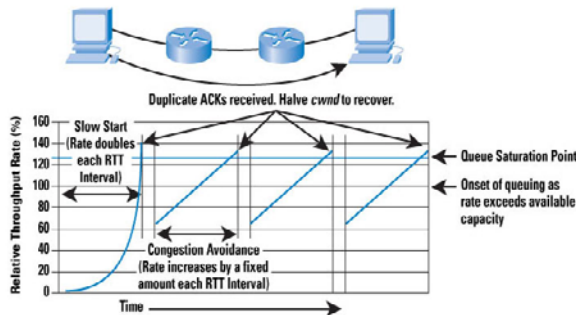 Duplicate ACKs received. Halve cwnd to recover.
Relative Throughput Rate (%)
160
140
120
100
80
60
40
20
0
Slow Start
(Rate doubles
each RTT
Interval)
Queue Saturation Point
Onset of queuing as
rate exceeds available
capacity
Congestion Avoidance
(Rate increases by a fixed
amount each RTT Interval)
Time